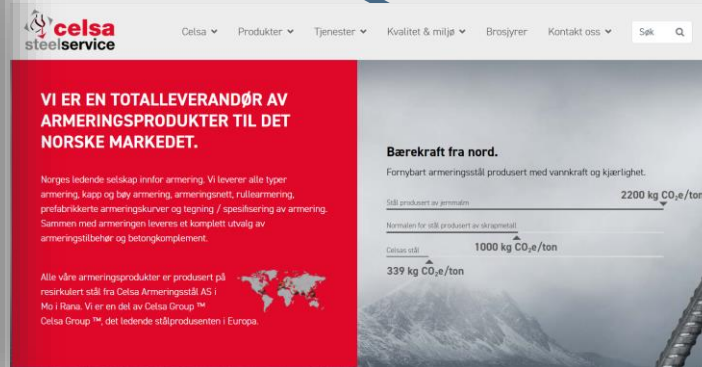 celsa
steelservice
Celsa
Produkter
Tjenester
Kvalitet & miljø
Brosjyrer
Kontakt oss
Søk
VI ER EN TOTALLEVERANDØR AV
ARMERINGSPRODUKTER TIL DET
NORSKE MARKEDET.
Norges ledende selskap innfor armering. Vi leverer alle typer
armering, kapp og bøy armering, armeringsnett, rullearmering,
prefabrikkerte armeringskurver og tegning / spesifisering av armering.
Sammen med armeringen leveres et komplett utvalg av
armeringstilbehør og betongkomplement.
Alle våre armeringsprodukter er produsert på
resirkulert stål fra Celsa Armeringsstål AS i
Mo i Rana. Vi er en del av Celsa Group ™
Celsa Group ™, det ledende stålprodusenten i Europa.
Bærekraft fra nord.
Fornybart armeringsstål produsert med vannkraft og kjærlighet.
2200 kg CO₂e/ton
Stål produsert av jernmalm
Normalen for stål produsert av skrapmetall
1000 kg CO₂e/ton
Celsas stål
339 kg CO₂e/ton